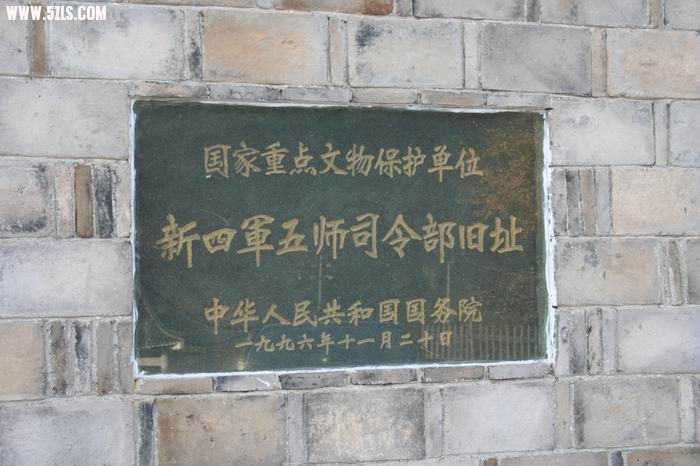 WWW.5ZLS.COM
国家重点文物保护单位
新四軍五师司令部旧址
中华人民共和国国务院
一九九六年十一月二十日